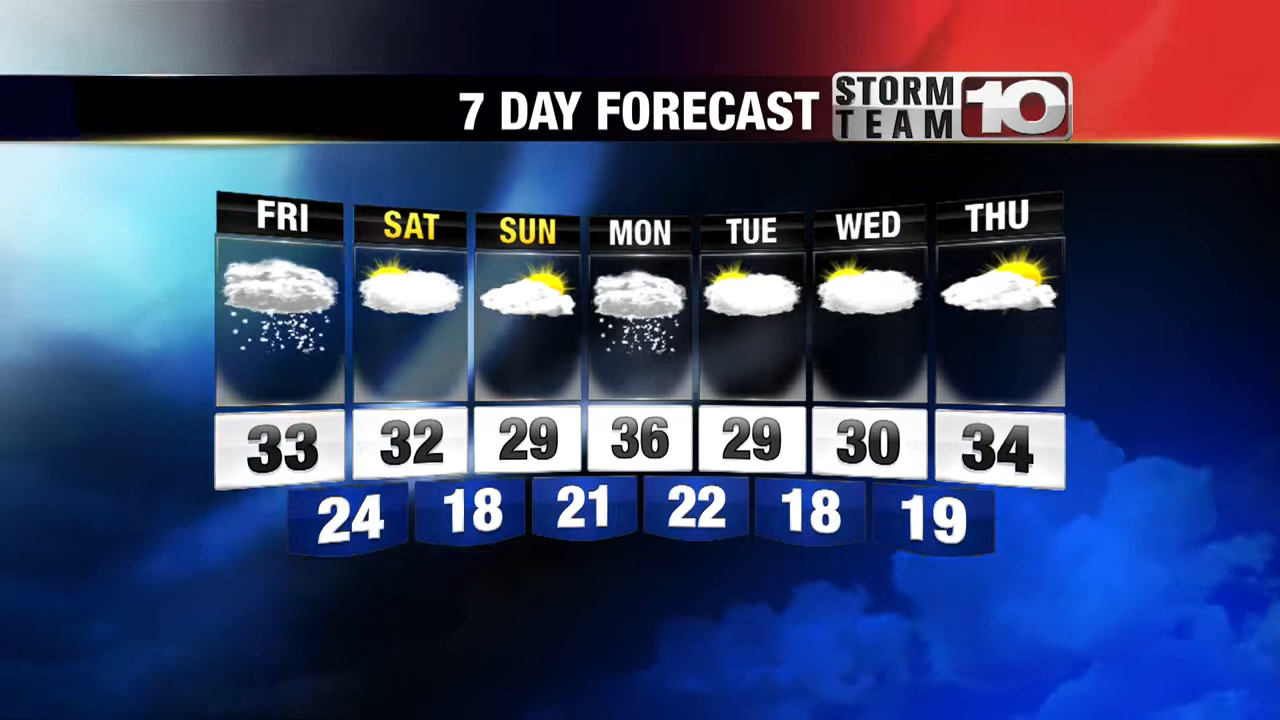 7 DAY FORECAST
STORM TEAM 10
FRI SAT SUN MON TUE WED THU
33 32 29 36 29 30 34
24 18 21 22 18 19